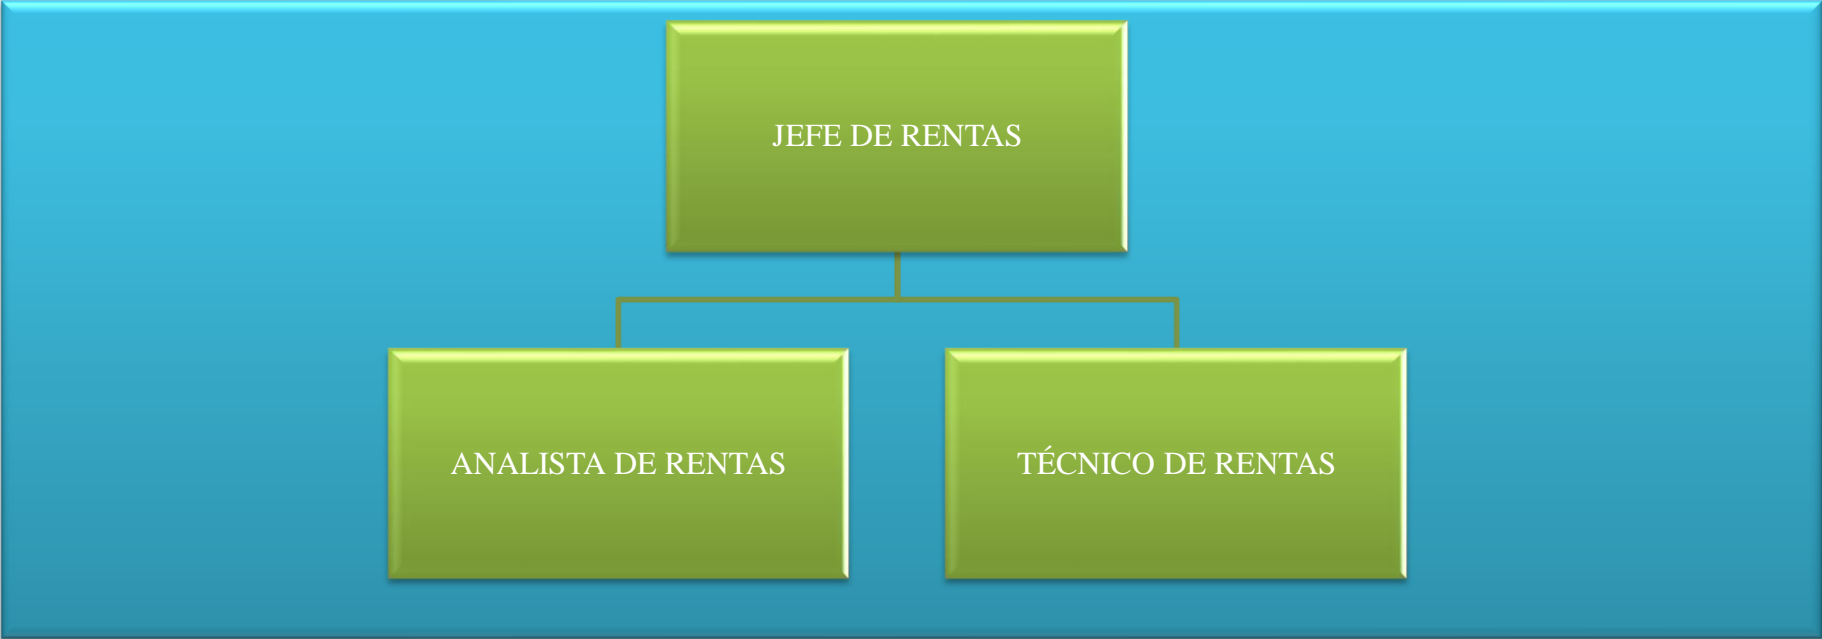 JEFE DE RENTAS
ANALISTA DE RENTAS
TÉCNICO DE RENTAS